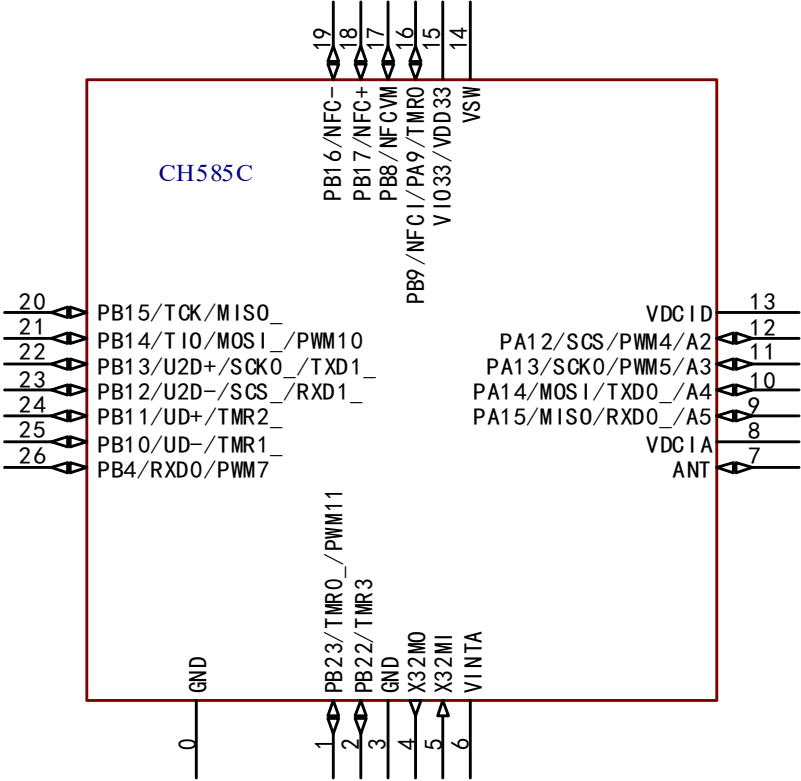 19
18
17
16
15
14
PB16/NFC-
PB17/NFC+
PB8/NFCVM
PB9/NFCI/PA9/TMR0
VIO33/VDD33
VSW
CH585C
20 PB15/TCK/MISO_
21 PB14/TIO/MOSI_/PWM10
22 PB13/U2D+/SCK0_/TXD1_
23 PB12/U2D-/SCS_/RXD1_
24 PB11/UD+/TMR2_
25 PB10/UD-/TMR1_
26 PB4/RXD0/PWM7
VDCID 13
PA12/SCS/PWM4/A2 12
PA13/SCK0/PWM5/A3 11
PA14/MOSI/TXD0_/A4 10
PA15/MISO/RXD0_/A5 9
VDCIA 8
ANT 7
GND
PB23/TMR0_/PWM11
PB22/TMR3
GND
X32MO
X32MI
VINTA
0
1
2
3
4
5
6